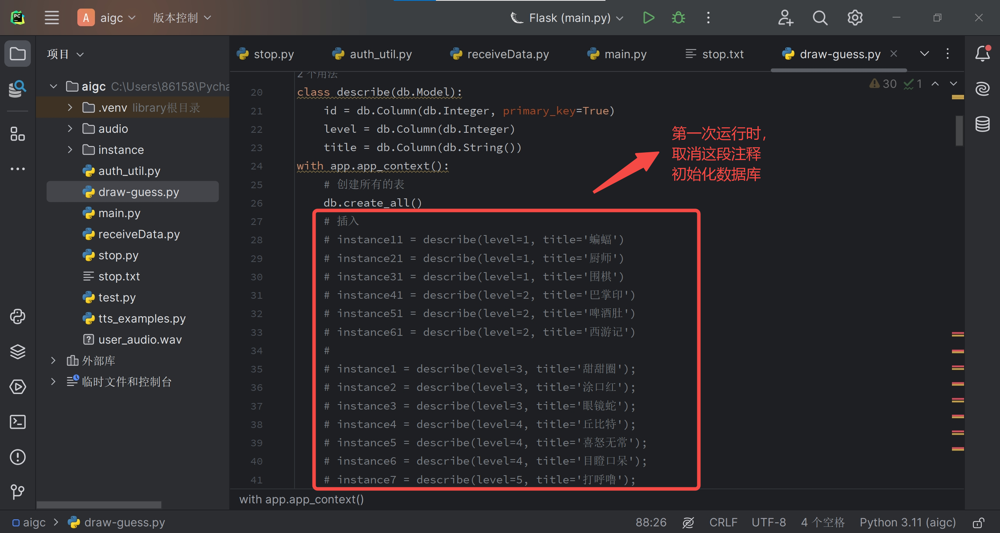 A aigc 版本控制 Flask (main.py)
项目
stop.py auth_util.py receiveData.py main.py stop.txt draw-guess.py
aigc C:\Users\86158\Pycha
.venv library根目录
audio
instance
auth_util.py
draw-guess.py
main.py
receiveData.py
stop.py
stop.txt
test.py
tts_examples.py
user_audio.wav
外部库
临时文件和控制台
2 个用法
30 1
20 class describe(db.Model):
21 id = db.Column(db.Integer, primary_key=True)
22 level = db.Column(db.Integer)
23 title = db.Column(db.String())
24 with app.app_context():
25 # 创建所有的表
26 db.create_all()
27 # 插入
28 # instance11 = describe(level=1, title='蝙蝠')
29 # instance21 = describe(level=1, title='厨师')
30 # instance31 = describe(level=1, title='围棋')
31 # instance41 = describe(level=2, title='巴掌印')
32 # instance51 = describe(level=2, title='啤酒肚')
33 # instance61 = describe(level=2, title='西游记')
34 #
35 # instance1 = describe(level=3, title='甜甜圈');
36 # instance2 = describe(level=3, title='涂口红');
37 # instance3 = describe(level=3, title='眼镜蛇');
38 # instance4 = describe(level=4, title='丘比特');
39 # instance5 = describe(level=4, title='喜怒无常');
40 # instance6 = describe(level=4, title='目瞪口呆');
41 # instance7 = describe(level=5, title='打呼噜');
第一次运行时，
取消这段注释
初始化数据库
with app.app_context()
aigc draw-guess.py 88:26 CRLF UTF-8 4 个空格 Python 3.11 (aigc)